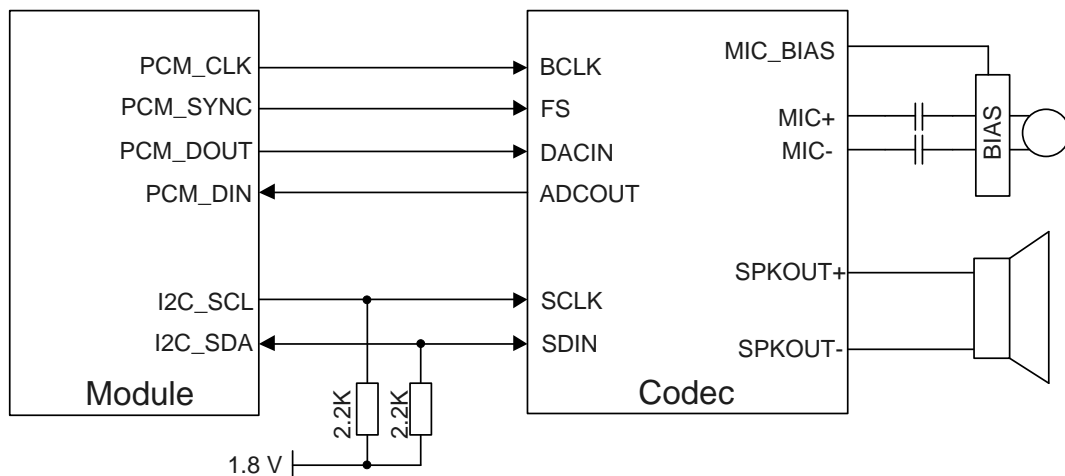 PCM_CLK
PCM_SYNC
PCM_DOUT
PCM_DIN
I2C_SCL
I2C_SDA
Module
BCLK
FS
DACIN
ADCOUT
SCLK
SDIN
Codec
MIC_BIAS
MIC+
MIC-
SPKOUT+
SPKOUT-
BIAS
2.2K
2.2K
1.8 V